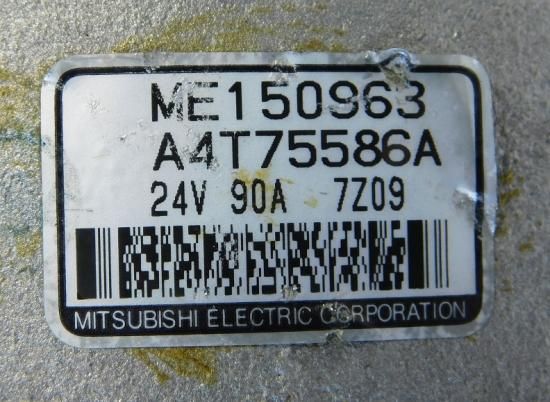 ME150963
A4T75586A
24V 90A 7Z09
MITSUBISHI ELECTRIC CORPORATION